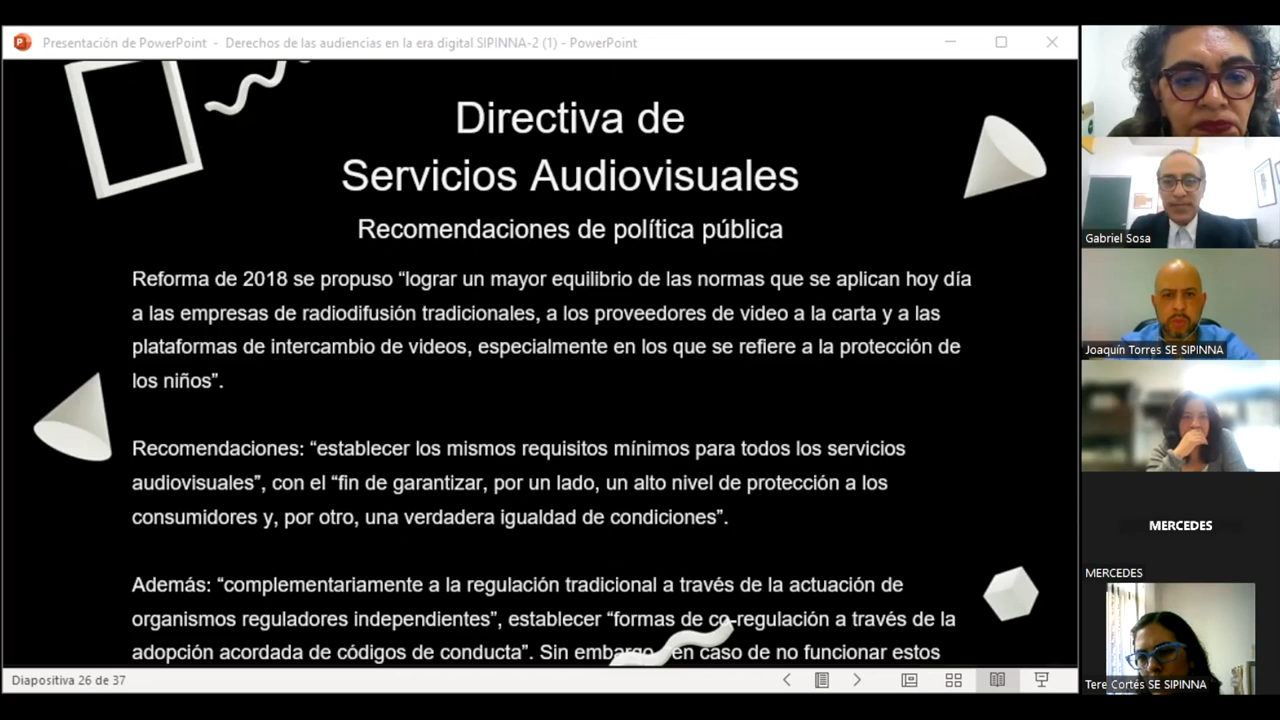 Presentación de PowerPoint - Derechos de las audiencias en la era digital SIPINNA-2 (1) - PowerPoint
Directiva de
Servicios Audiovisuales
Recomendaciones de política pública
Reforma de 2018 se propuso “lograr un mayor equilibrio de las normas que se aplican hoy día
a las empresas de radiodifusión tradicionales, a los proveedores de video a la carta y a las
plataformas de intercambio de videos, especialmente en los que se refiere a la protección de
los niños”.
Recomendaciones: “establecer los mismos requisitos mínimos para todos los servicios
audiovisuales”, con el “fin de garantizar, por un lado, un alto nivel de protección a los
consumidores y, por otro, una verdadera igualdad de condiciones”.
Además: “complementariamente a la regulación tradicional a través de la actuación de
organismos reguladores independientes”, establecer “formas de co-regulación a través de la
adopción acordada de códigos de conducta”. Sin embargo, en caso de no funcionar estos
Diapositiva 26 de 37
Gabriel Sosa
Joaquín Torres SE SIPINNA
MERCEDES
MERCEDES
Tere Cortés SE SIPINNA